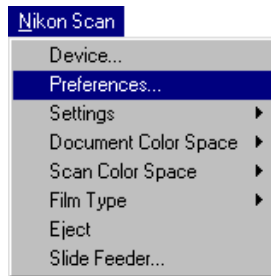 Nikon Scan
Device...
Preferences...
Settings
Document Color Space
Scan Color Space
Film Type
Eject
Slide Feeder...